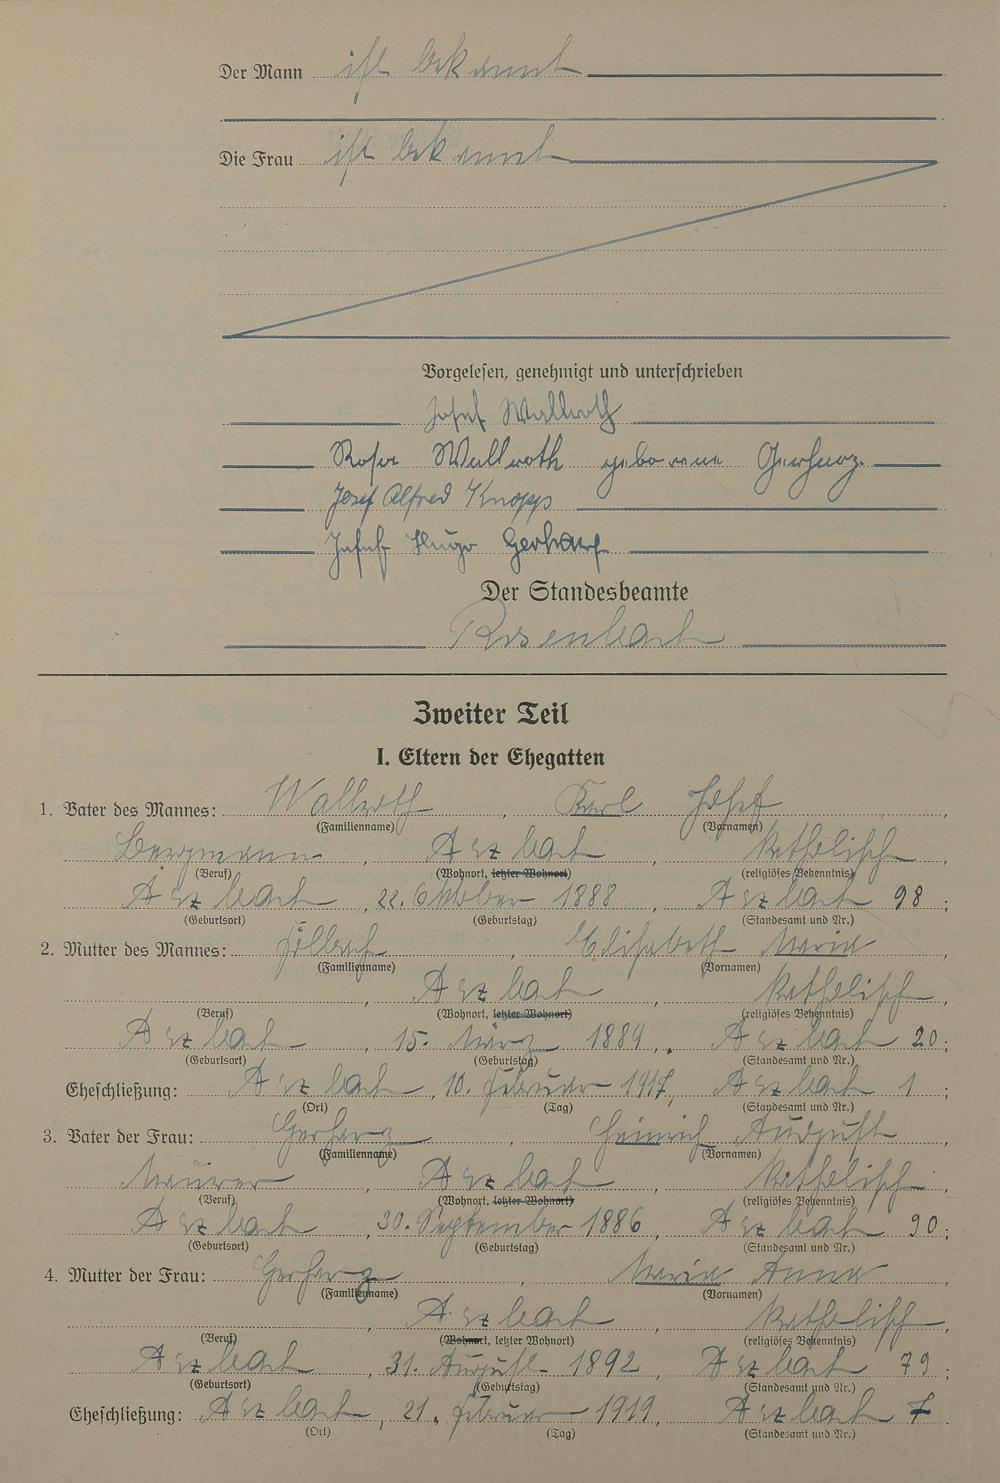 Der Mann ist bekannt
Die Frau ist bekannt
Vorgelesen, genehmigt und unterschrieben
Josef Wallroth
Rosa Wallroth geborene Gerharz.
Josef Alfred Knopp
Josef Hugo Gerharz
Der Standesbeamte
Rosenbach
Zweiter Teil
I. Eltern der Ehegatten
1. Vater des Mannes: Wallroth, Karl Josef,
(Familienname) (Vornamen)
Bergmann, Arzbach, katholisch,
(Beruf) (Wohnort, letzter Wohnort) (religiöses Bekenntnis)
Arzbach, 22. Oktober 1888, Arzbach 98;
(Geburtsort) (Geburtstag) (Standesamt und Nr.)
2. Mutter des Mannes: Elisabeth Maria,
(Familienname) (Vornamen)
, Arzbach, katholisch,
(Beruf) (Wohnort, letzter Wohnort) (religiöses Bekenntnis)
Arzbach, 15. März 1889, Arzbach 20;
(Geburtsort) (Geburtstag) (Standesamt und Nr.)
Eheschließung: Arzbach, 10. Februar 1917, Arzbach 1;
(Ort) (Tag) (Standesamt und Nr.)
3. Vater der Frau: Gerharz, Heinrich August,
(Familienname) (Vornamen)
Maurer, Arzbach, katholisch,
(Beruf) (Wohnort, letzter Wohnort) (religiöses Bekenntnis)
Arzbach, 30. September 1886, Arzbach 90;
(Geburtsort) (Geburtstag) (Standesamt und Nr.)
4. Mutter der Frau: Gerharz, Maria Anna
(Familienname) (Vornamen)
, Arzbach, katholisch,
(Beruf) (Wohnort, letzter Wohnort) (religiöses Bekenntnis)
Arzbach, 31. August 1892, Arzbach 79;
(Geburtsort) (Geburtstag) (Standesamt und Nr.)
Eheschließung: Arzbach, 21. Februar 1919, Arzbach 7.
(Ort) (Tag) (Standesamt und Nr.)